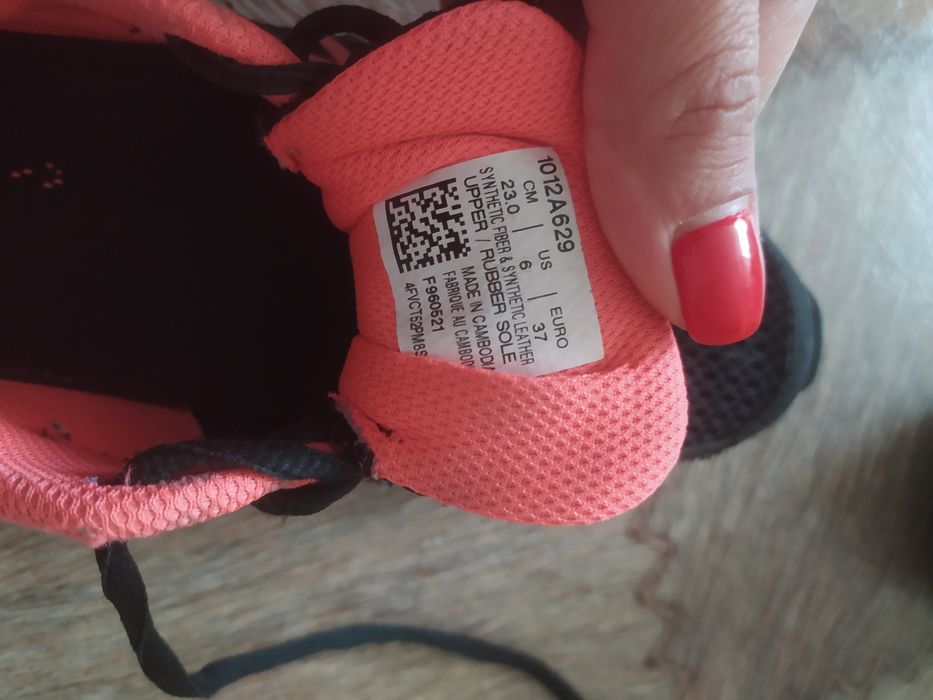 1012A629
CM | US | EURO
23.0 | 6 | 37
SYNTHETIC FIBER & SYNTHETIC LEATHER
UPPER / RUBBER SOLE
MADE IN CAMBODIA
FABRIQUE AU
F960521